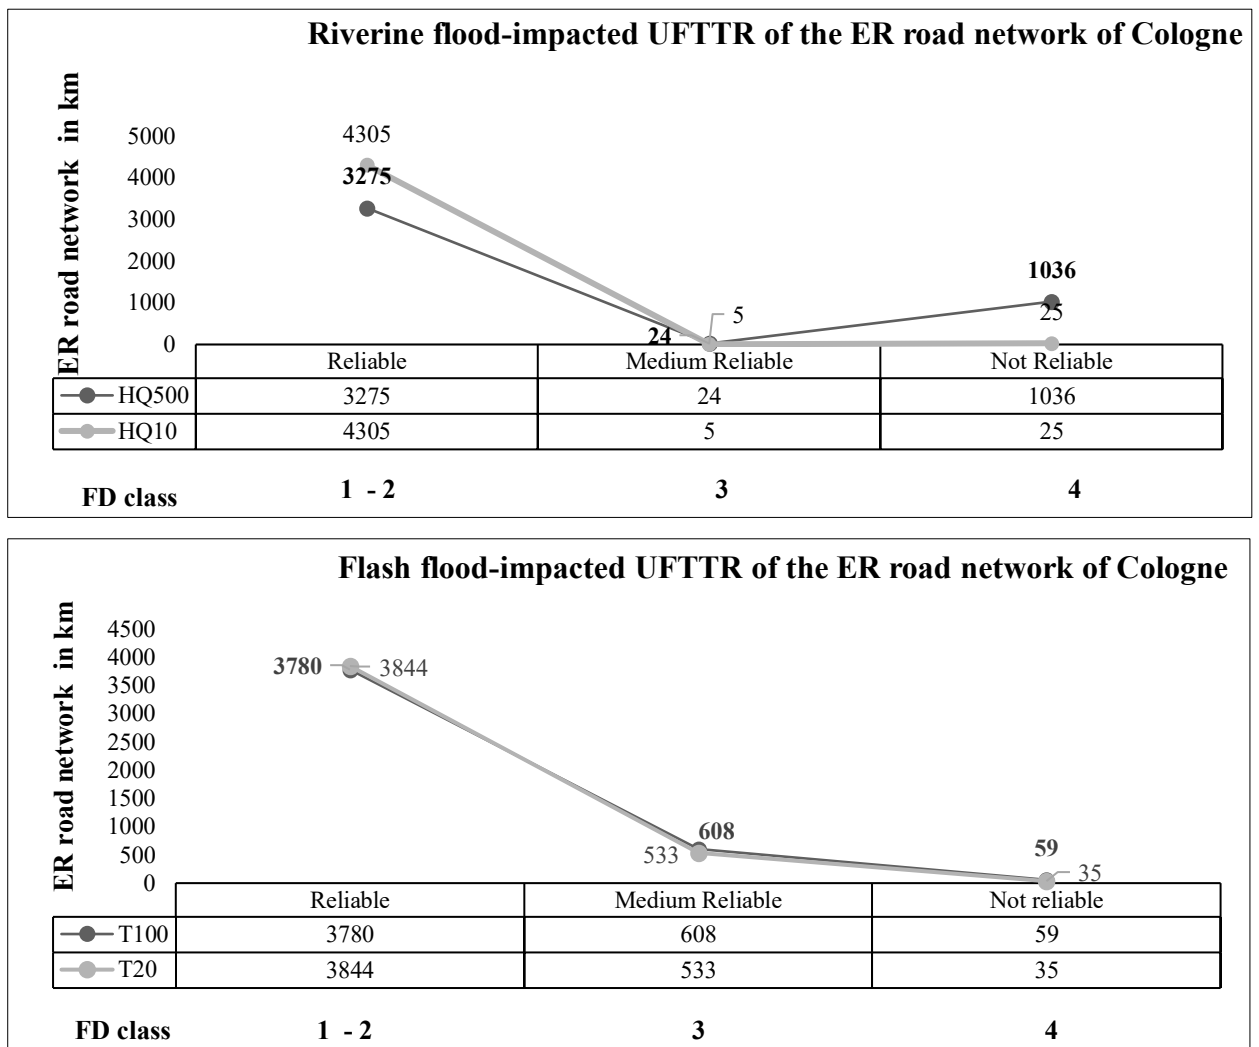 Riverine flood-impacted UFTTR of the ER road network of Cologne
ER road network in km
5000
4000
3000
2000
1000
0
4305
3275
24
5
1036
25
Reliable Medium Reliable Not Reliable
HQ500 3275 24 1036
HQ10 4305 5 25
FD class 1 - 2 3 4
Flash flood-impacted UFTTR of the ER road network of Cologne
ER road network in km
4500
4000
3500
3000
2500
2000
1500
1000
500
0
3780
3844
608
533
59
35
Reliable Medium Reliable Not reliable
T100 3780 608 59
T20 3844 533 35
FD class 1 - 2 3 4